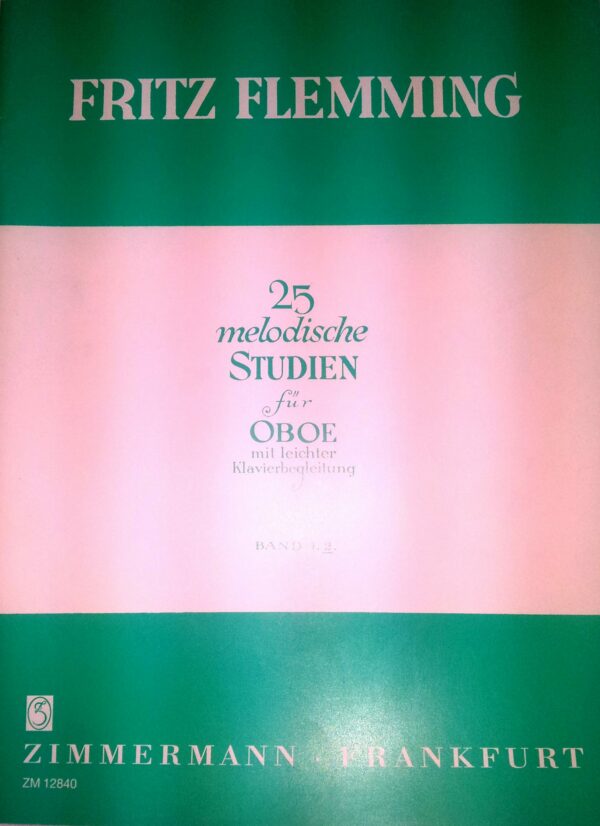 FRITZ FLEMMING
25
melodische
STUDIEN
für
OBOE
mit leichter
Klavierbegleitung
BAND 1. 2.
ZIMMERMANN · FRANKFURT
ZM 12840